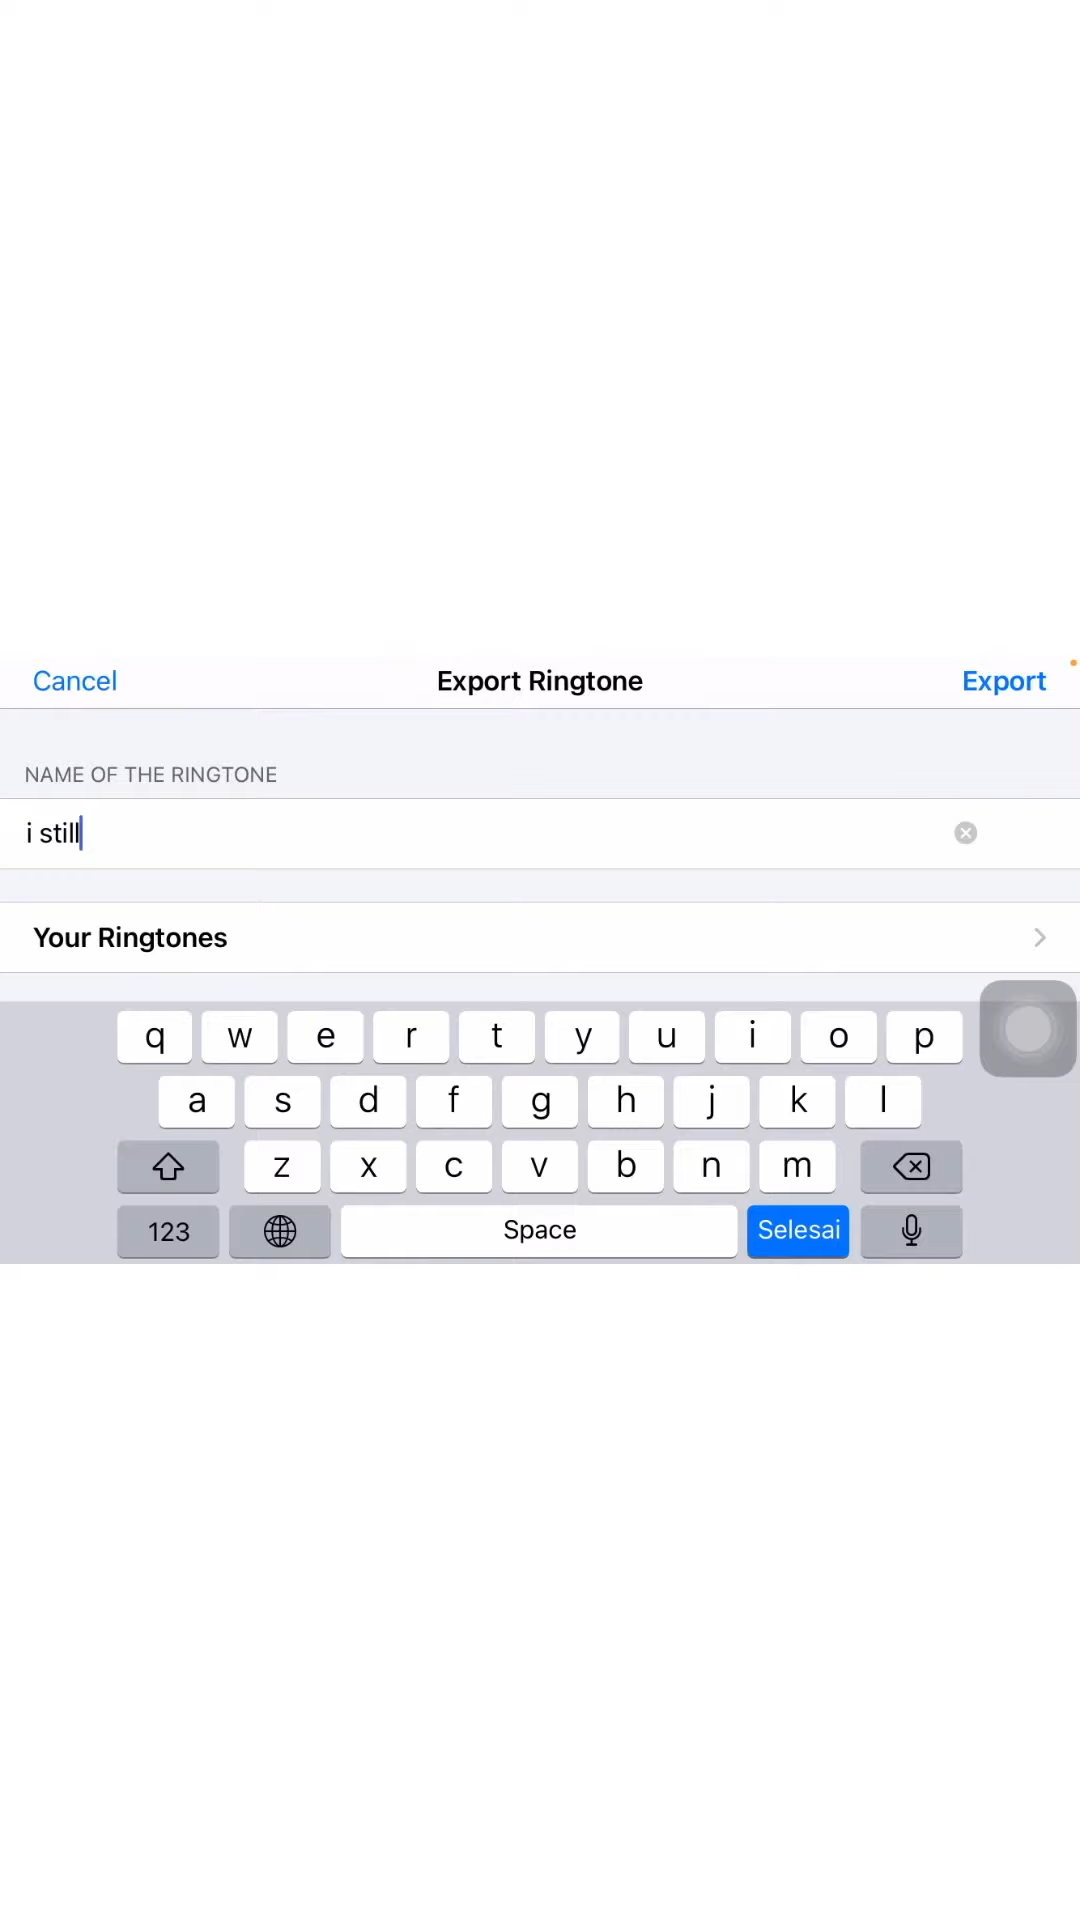 Cancel Export Ringtone Export
NAME OF THE RINGTONE
i still
Your Ringtones
q w e r t y u i o p
a s d f g h j k l
z x c v b n m
123 Space Selesai